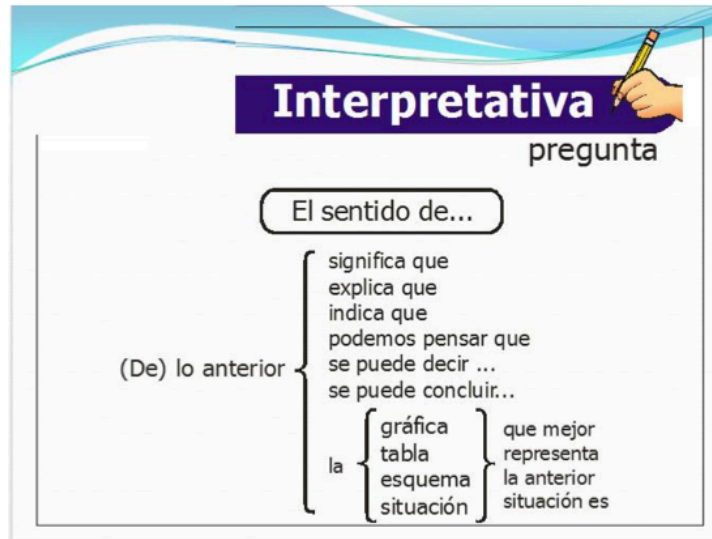 Interpretativa
pregunta
El sentido de...
(De) lo anterior
significa que
explica que
indica que
podemos pensar que
se puede decir ...
se puede concluir...
la
gráfica
tabla
esquema
situación
que mejor
representa
la anterior
situación es